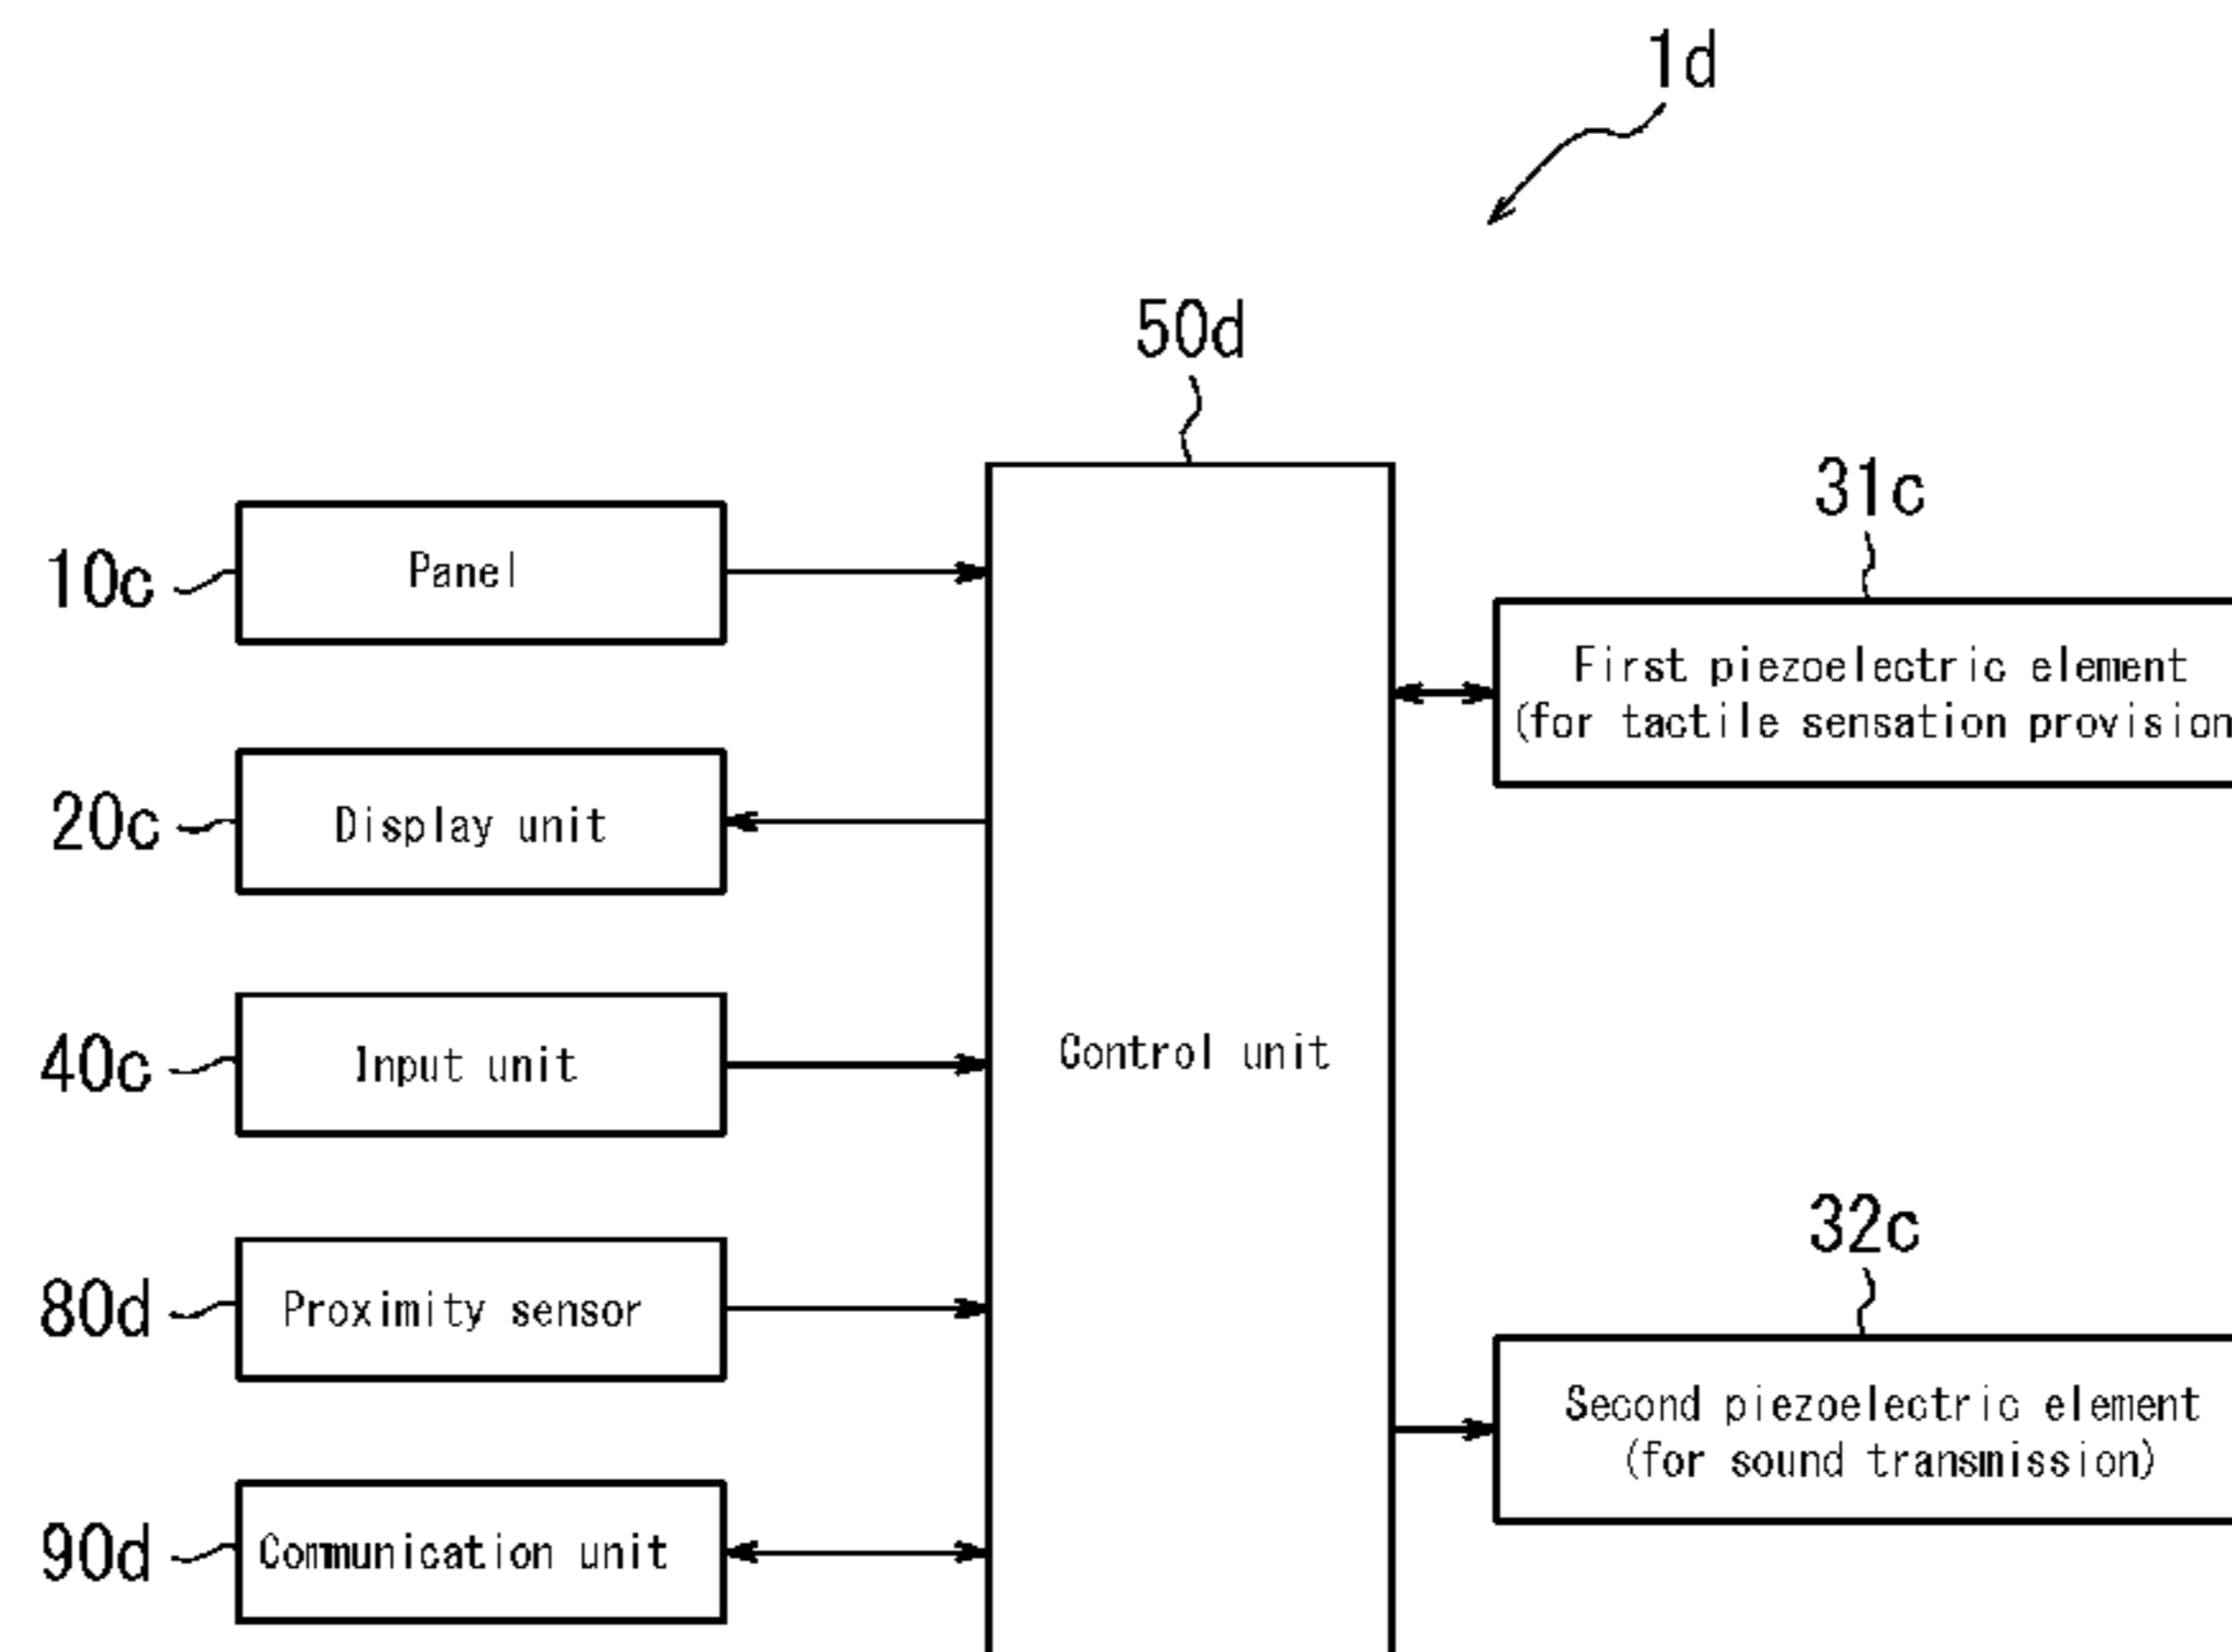 1d
50d
31c
10c
Panel
First piezoelectric element
(for tactile sensation provision
20c
Display unit
40c
Input unit
Control unit
32c
80d
Proximity sensor
Second piezoelectric element
(for sound transmission)
90d
Communication unit